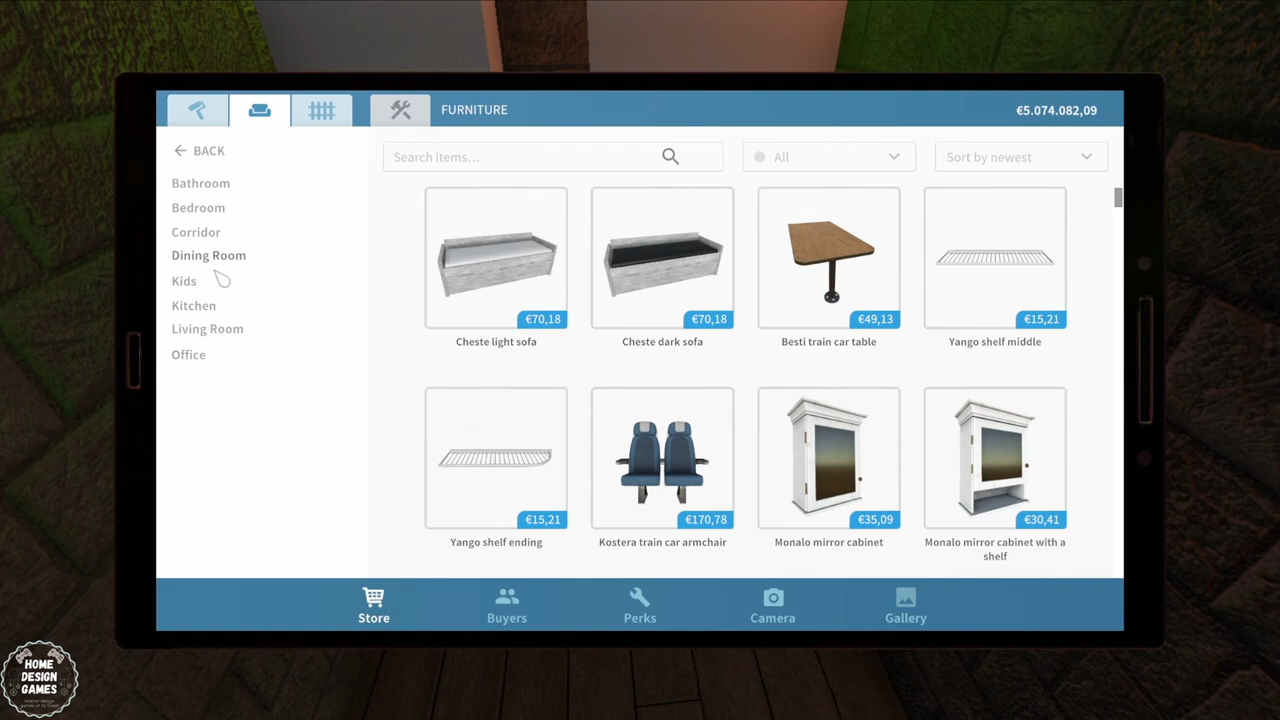 FURNITURE
€5.074.082,09
BACK
Search items...
All
Sort by newest
Bathroom
Bedroom
Corridor
Dining Room
Kids
Kitchen
Living Room
Office
€70,18
€70,18
€49,13
€15,21
Cheste light sofa
Cheste dark sofa
Besti train car table
Yango shelf middle
€15,21
€170,78
€35,09
€30,41
Yango shelf ending
Kostera train car armchair
Monalo mirror cabinet
Monalo mirror cabinet with a
shelf
Store
Buyers
Perks
Camera
Gallery
HOME
DESIGN
GAMES